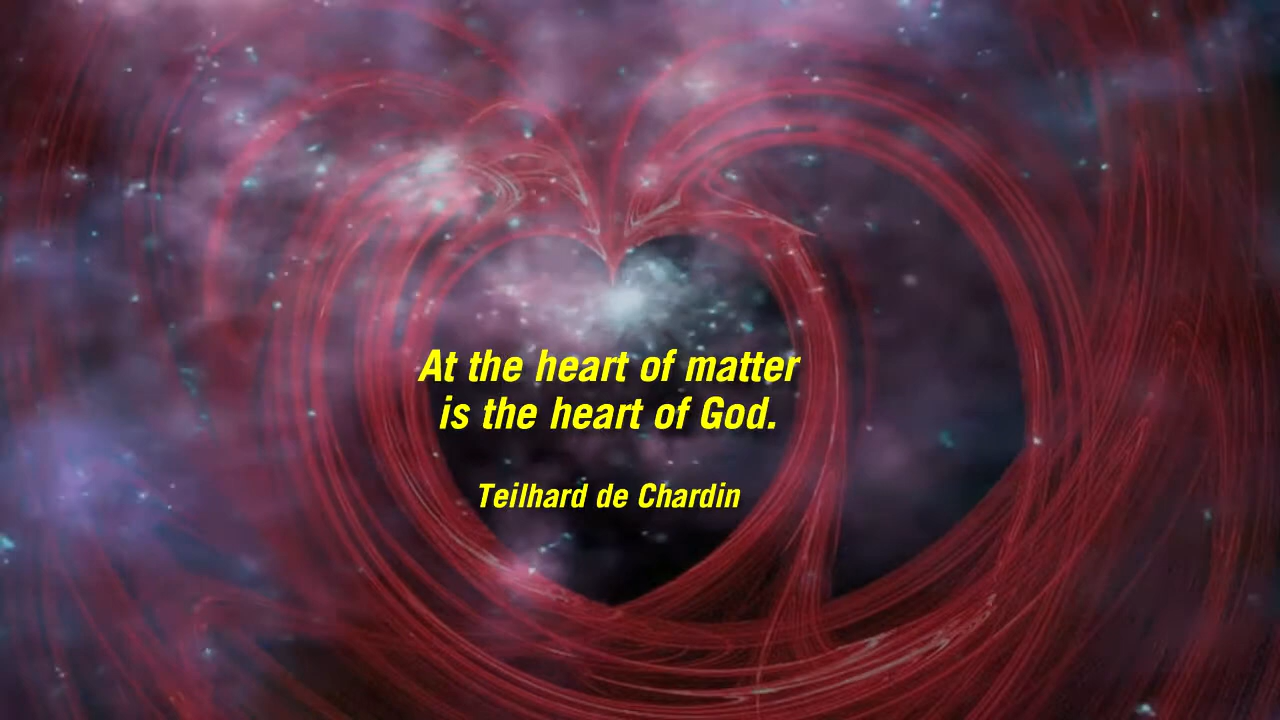 At the heart of matter
is the heart of God.
Teilhard de Chardin